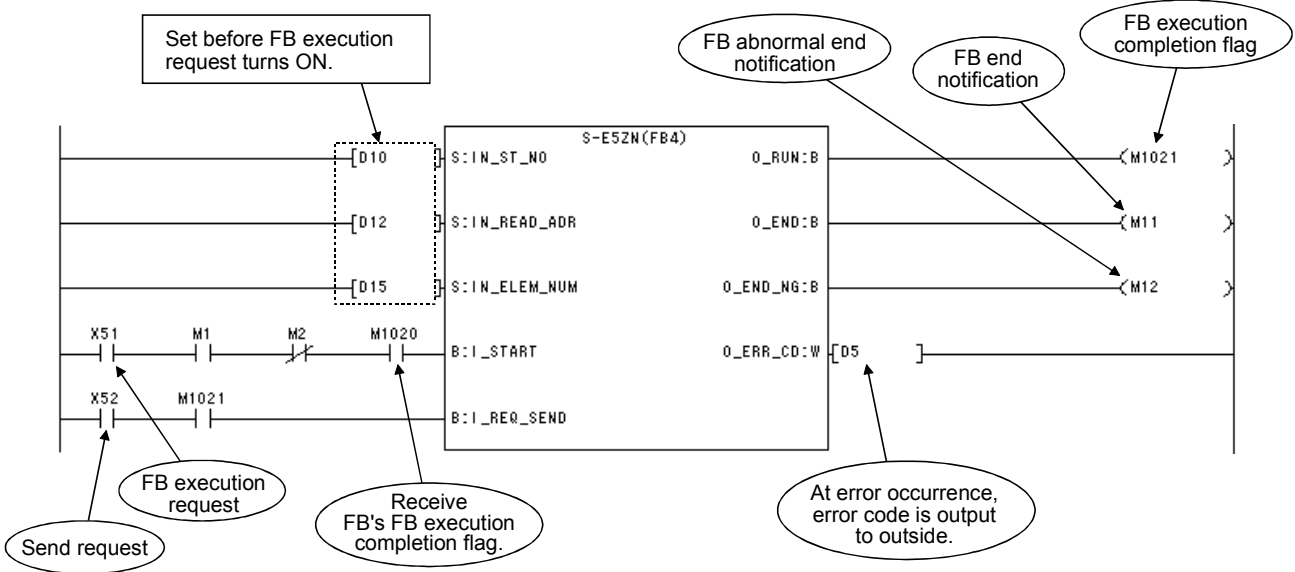 Set before FB execution
request turns ON.
FB abnormal end
notification
FB end
notification
FB execution
completion flag
S-E5ZN(FB4)
[D10 ] S:IN_ST_NO O_RUN:B (M1021 )
[D12 ] S:IN_READ_ADR O_END:B (M11 )
[D15 ] S:IN_ELEM_NUM O_END_NG:B (M12 )
X51 M1 M2 M1020
B:I_START O_ERR_CD:W [D5 ]
X52 M1021
B:I_REQ_SEND
FB execution
request
Send request
Receive
FB's FB execution
completion flag.
At error occurrence,
error code is output
to outside.